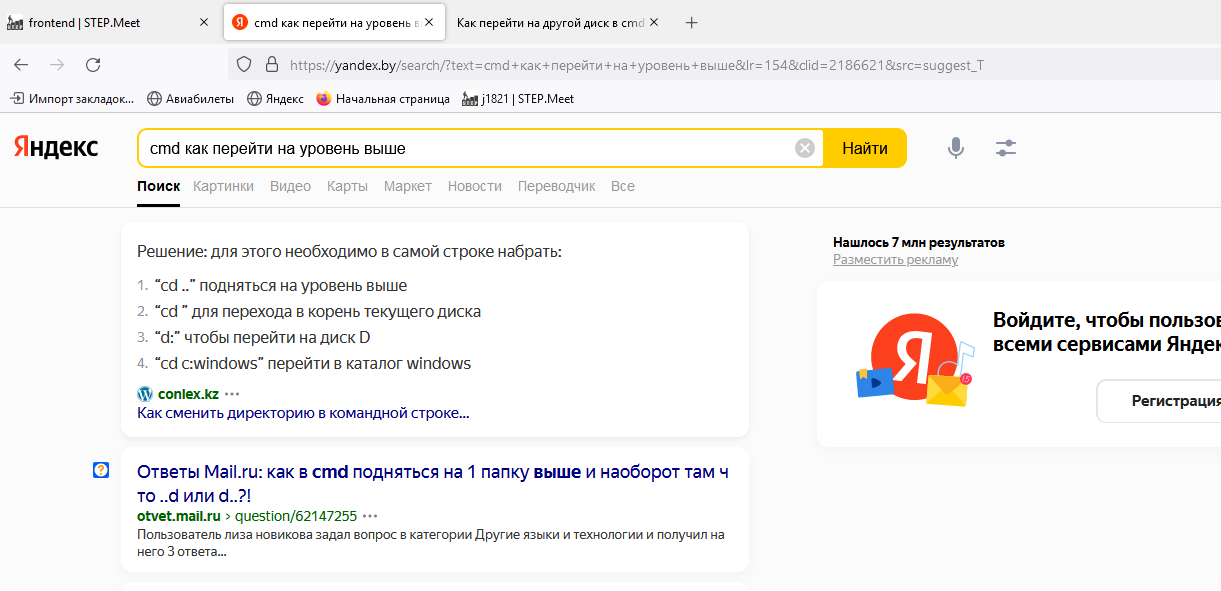 frontend | STEP.Meet
cmd как перейти на уровень в
Как перейти на другой диск в cmd
https://yandex.by/search/?text=cmd+как+перейти+на+уровень+выше&lr=154&clid=2186621&src=suggest_T
Импорт закладок...
Авиабилеты
Яндекс
Начальная страница
j1821 | STEP.Meet
Яндекс
cmd как перейти на уровень выше
Найти
Поиск Картинки Видео Карты Маркет Новости Переводчик Все
Решение: для этого необходимо в самой строке набрать:
1. “cd ..” подняться на уровень выше
2. “cd ” для перехода в корень текущего диска
3. “d:” чтобы перейти на диск D
4. “cd c:windows” перейти в каталог windows
conlex.kz
Как сменить директорию в командной строке...
Ответы Mail.ru: как в cmd подняться на 1 папку выше и наоборот там ч
то ..d или d..?!
otvet.mail.ru › question/62147255
Пользователь лиза новикова задал вопрос в категории Другие языки и технологии и получил на
него 3 ответа...
Нашлось 7 млн результатов
Разместить рекламу
Я
15
Войдите, чтобы пользов
всеми сервисами Яндек
Регистрация